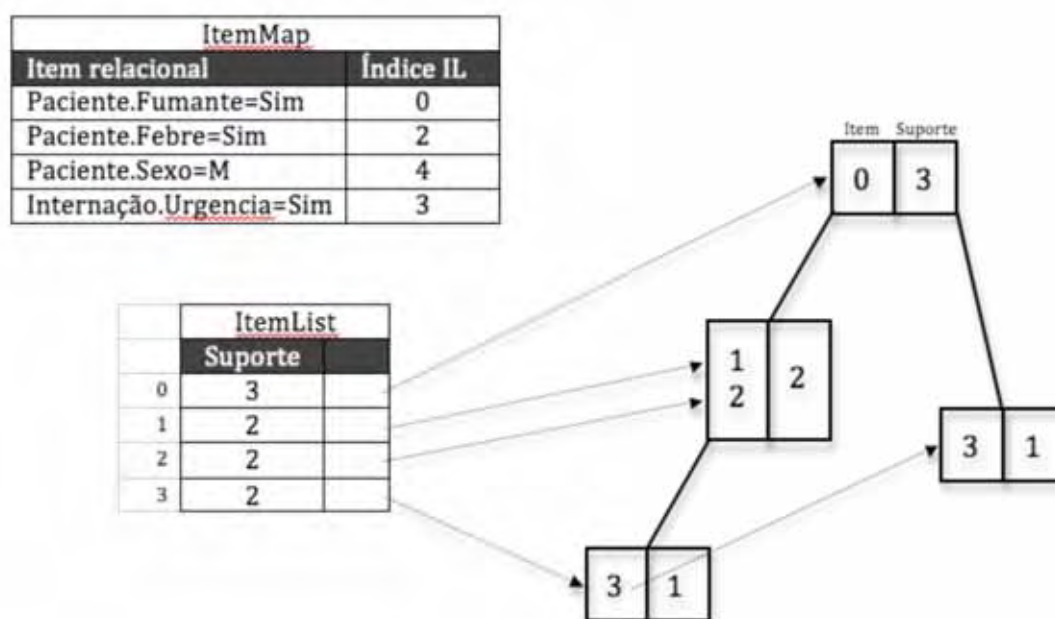 ItemMap
Item relacional Índice IL
Paciente.Fumante=Sim 0
Paciente.Febre=Sim 2
Paciente.Sexo=M 4
Internação.Urgencia=Sim 3
Item Suporte
0 3
ItemList
Suporte
0 3
1 2
2 2
3 2
1
2
2
3 1
3 1